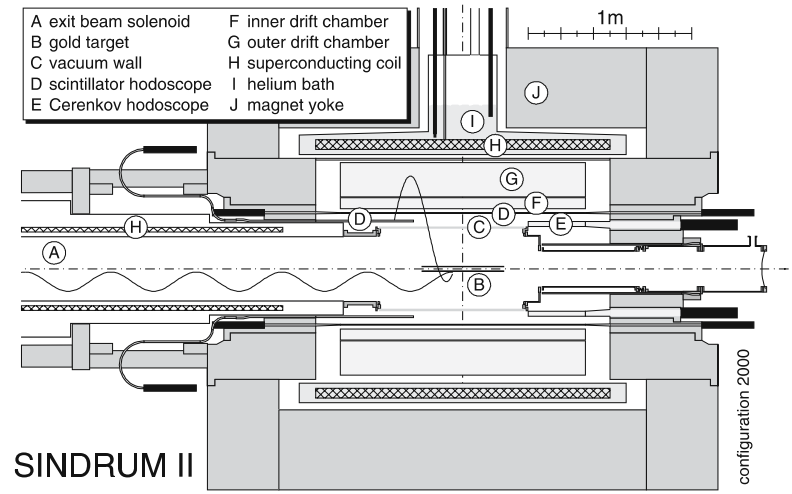 A exit beam solenoid
B gold target
C vacuum wall
D scintillator hodoscope
E Cerenkov hodoscope
F inner drift chamber
G outer drift chamber
H superconducting coil
I helium bath
J magnet yoke
1m
J
I
H
G
F
D
D
C
E
H
A
B
configuration 2000
SINDRUM II